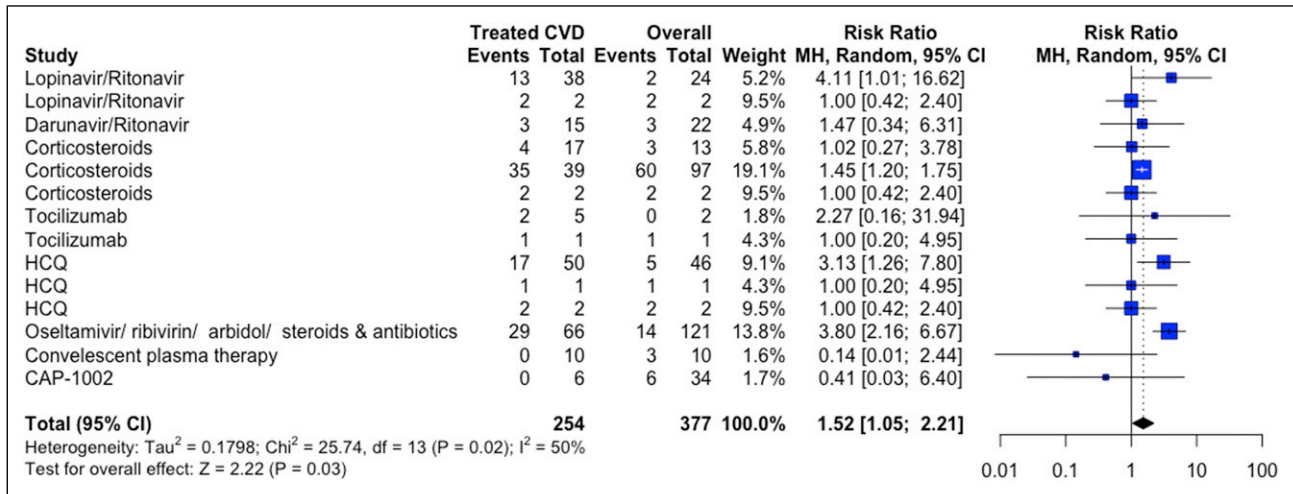 Treated CVD Overall Risk Ratio Risk Ratio
Study Events Total Events Total Weight MH, Random, 95% CI MH, Random, 95% CI
Lopinavir/Ritonavir 13 38 2 24 5.2% 4.11 [1.01; 16.62]
Lopinavir/Ritonavir 2 2 2 2 9.5% 1.00 [0.42; 2.40]
Darunavir/Ritonavir 3 15 3 22 4.9% 1.47 [0.34; 6.31]
Corticosteroids 4 17 3 13 5.8% 1.02 [0.27; 3.78]
Corticosteroids 35 39 60 97 19.1% 1.45 [1.20; 1.75]
Corticosteroids 2 2 2 2 9.5% 1.00 [0.42; 2.40]
Tocilizumab 2 5 0 2 1.8% 2.27 [0.16; 31.94]
Tocilizumab 1 1 1 1 4.3% 1.00 [0.20; 4.95]
HCQ 17 50 5 46 9.1% 3.13 [1.26; 7.80]
HCQ 1 1 1 1 4.3% 1.00 [0.20; 4.95]
HCQ 2 2 2 2 9.5% 1.00 [0.42; 2.40]
Oseltamivir/ ribivirin/ arbidol/ steroids & antibiotics 29 66 14 121 13.8% 3.80 [2.16; 6.67]
Convelescent plasma therapy 0 10 3 10 1.6% 0.14 [0.01; 2.44]
CAP-1002 0 6 6 34 1.7% 0.41 [0.03; 6.40]
Total (95% CI) 254 377 100.0% 1.52 [1.05; 2.21]
Heterogeneity: Tau² = 0.1798; Chi² = 25.74, df = 13 (P = 0.02); I² = 50%
Test for overall effect: Z = 2.22 (P = 0.03)
0.01 0.1 1 10 100